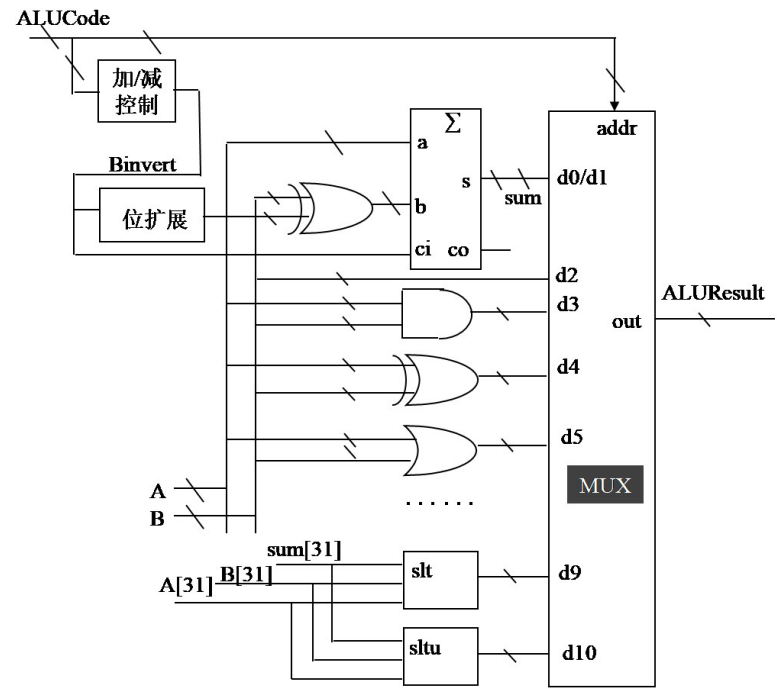 ALUCode
加/减
控制
addr
Σ
a
Binvert
s
d0/d1
sum
b
位扩展
ci
co
d2
d3
ALUResult
out
d4
d5
MUX
A
B
......
sum[31]
B[31]
A[31]
slt
d9
sltu
d10